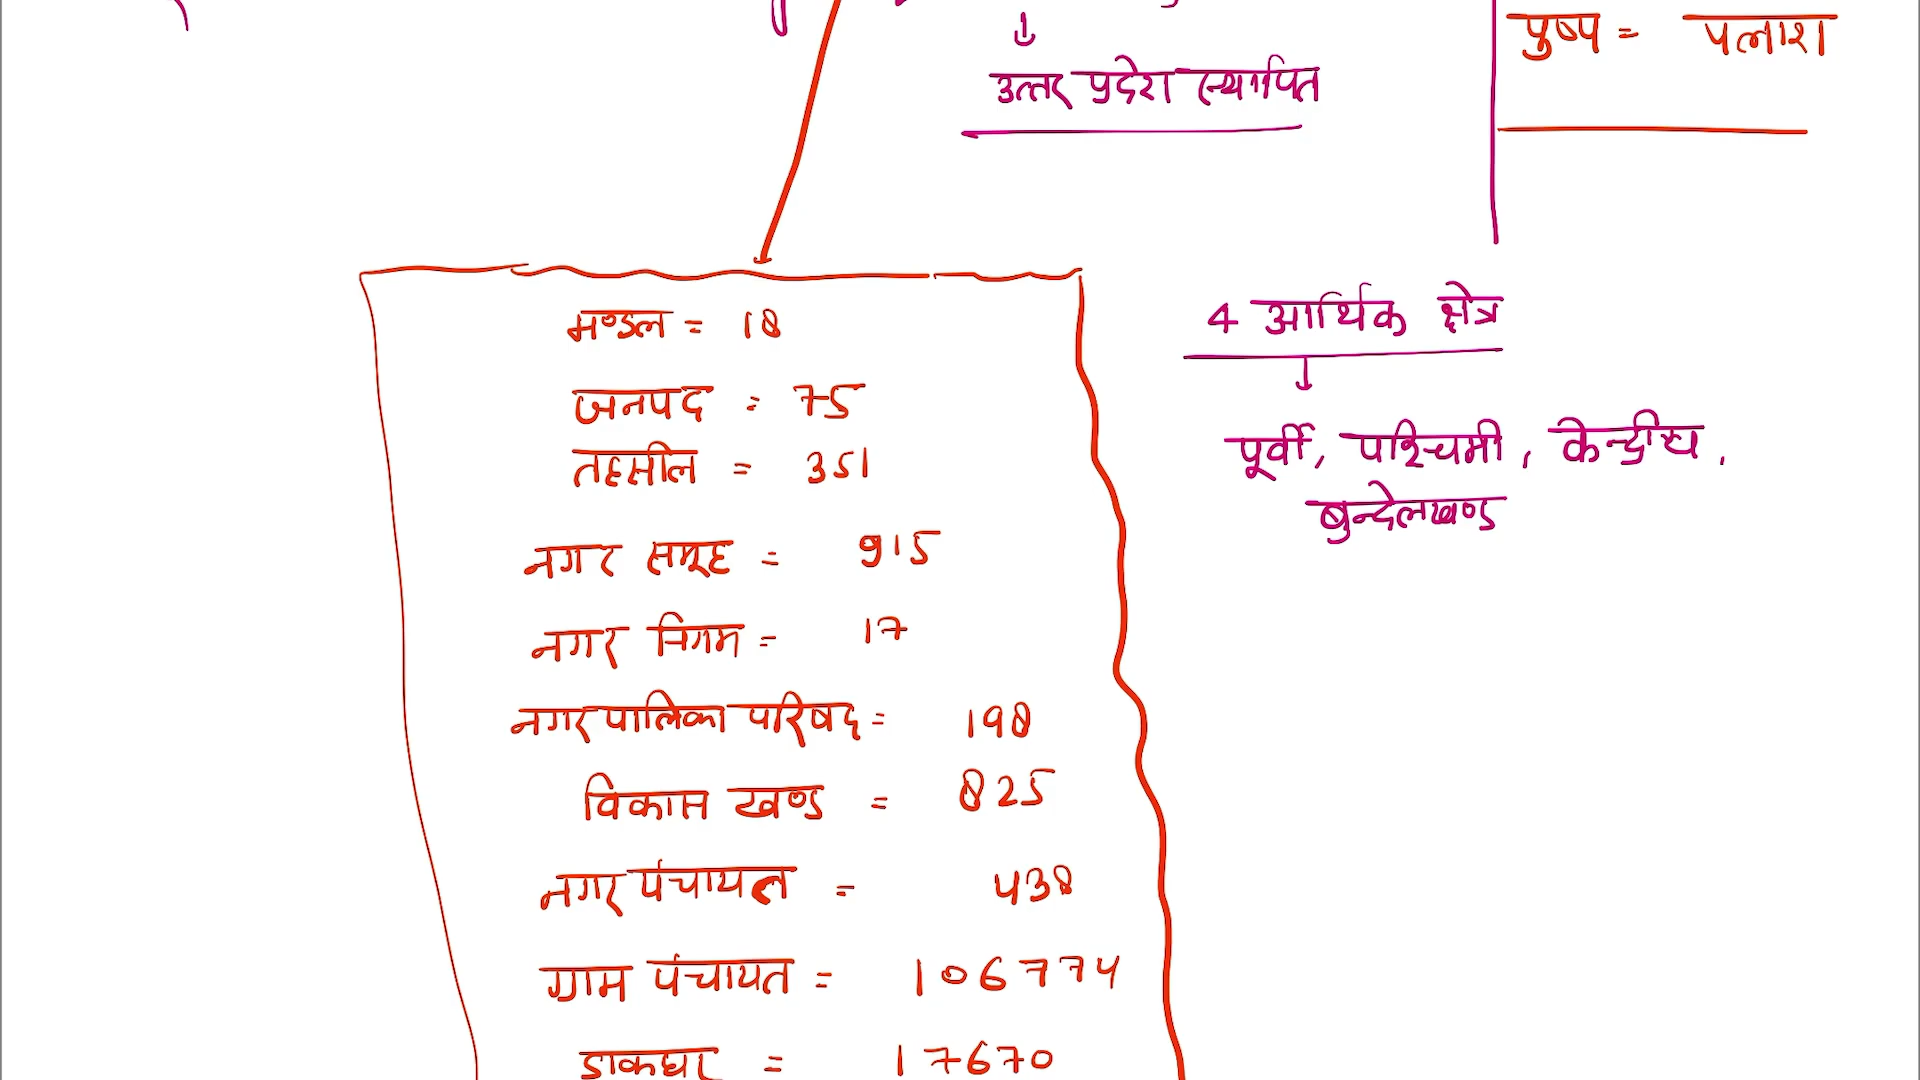 पुष्प = पलाश
उत्तर प्रदेश स्थापित
मण्डल = 18
जनपद = 75
तहसील = 351
नगर समूह = 915
नगर निगम = 17
नगर पालिका परिषद = 198
विकास खण्ड = 825
नगर पंचायत = 438
ग्राम पंचायत = 106774
डाकघर = 17670
4 आर्थिक क्षेत्र
पूर्वी, पश्चिमी, केन्द्रीय,
बुन्देलखण्ड